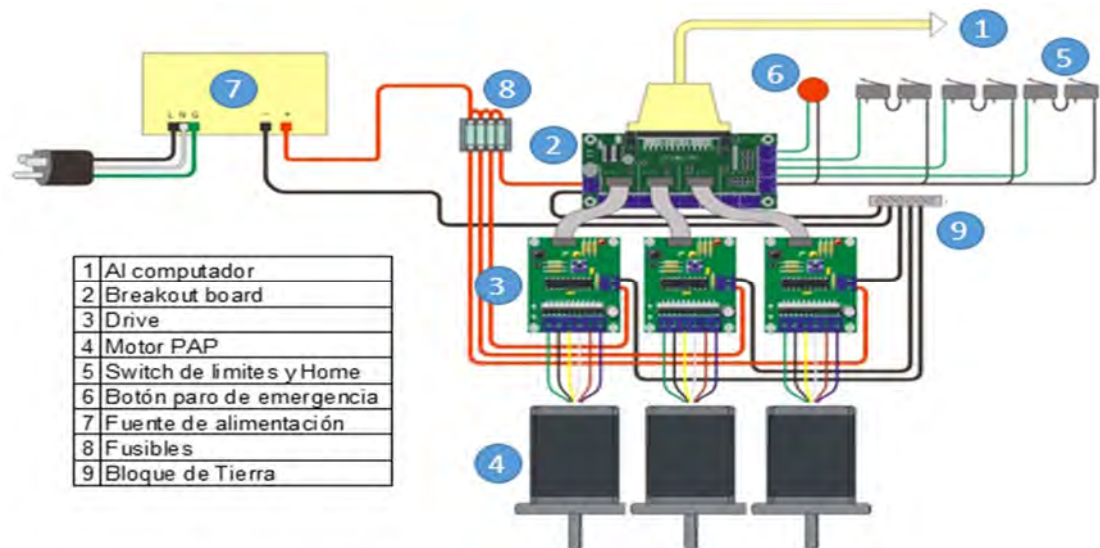 1
7
8
6
5
L N G
- +
2
9
3
1 Al computador
2 Breakout board
3 Drive
4 Motor PAP
5 Switch de limites y Home
6 Botón paro de emergencia
7 Fuente de alimentación
8 Fusibles
9 Bloque de Tierra
4